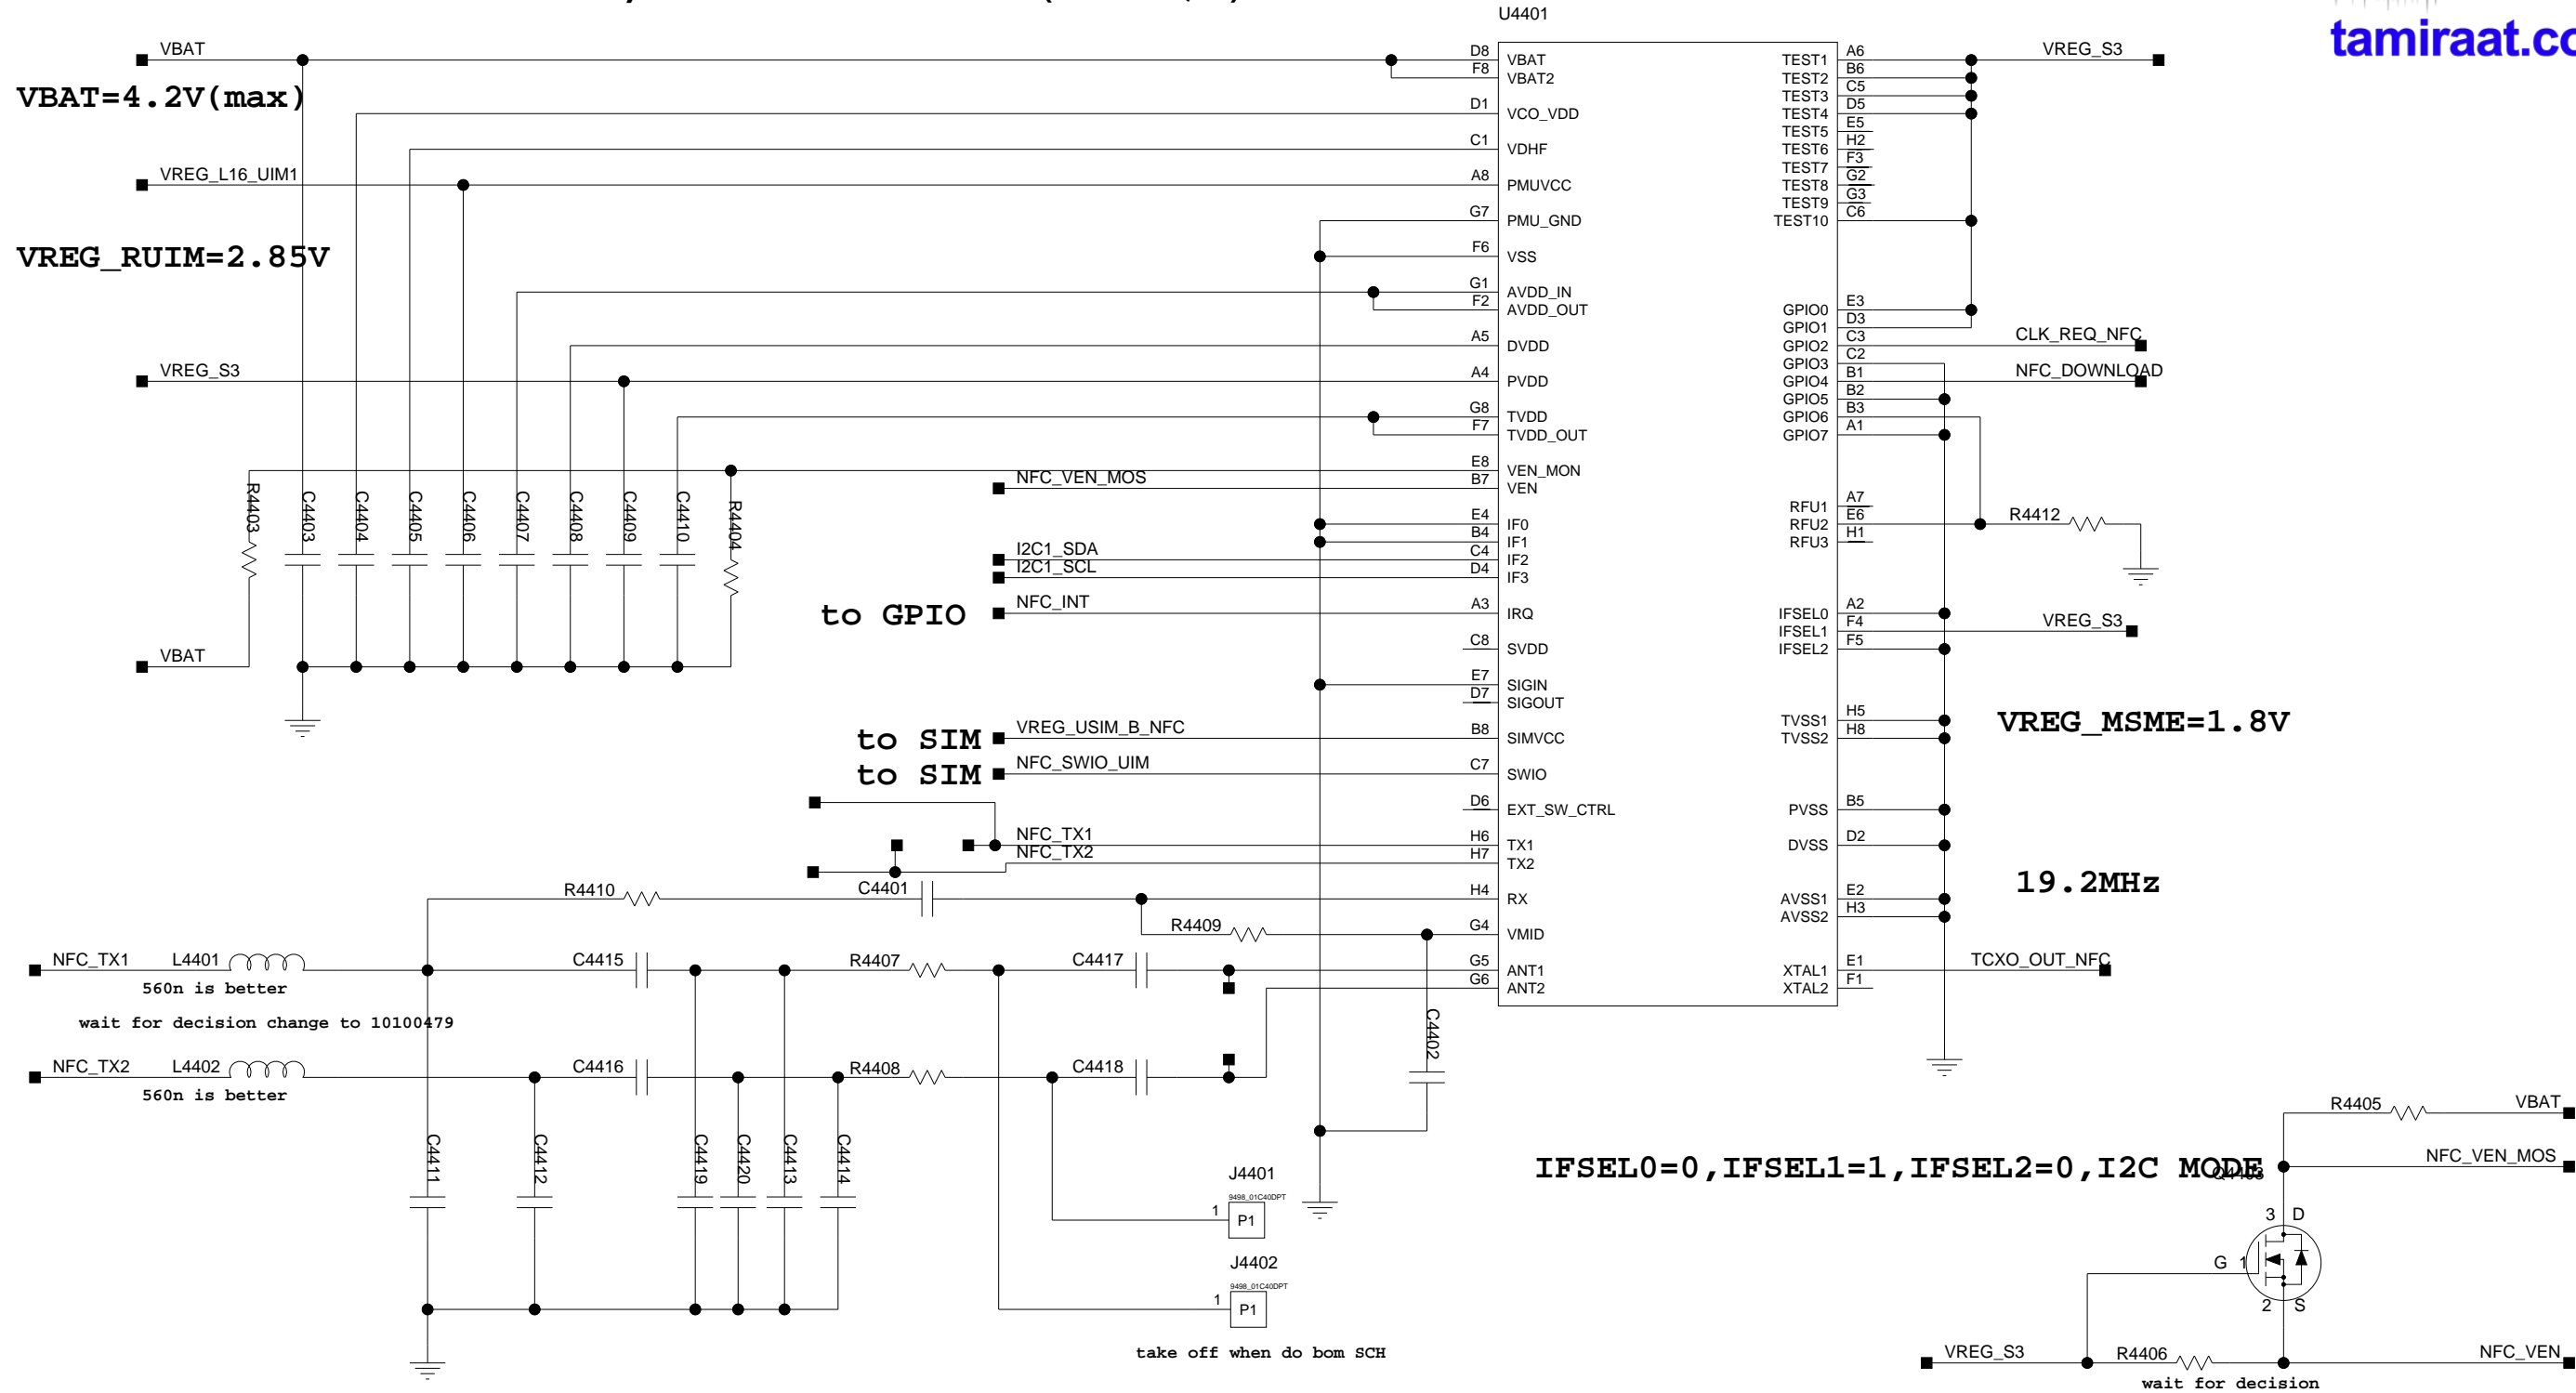 U4401
tamiraat.co
VBAT
VBAT=4.2V(max)
VREG_L16_UIM1
VREG_RUIM=2.85V
VREG_S3
R4403
C4403
C4404
C4405
C4406
C4407
C4408
C4409
C4410
R4404
VBAT
NFC_VEN_MOS
I2C1_SDA
I2C1_SCL
to GPIO
NFC_INT
to SIM
VREG_USIM_B_NFC
to SIM
NFC_SWIO_UIM
NFC_TX1
NFC_TX2
D8 VBAT
F8 VBAT2
D1 VCO_VDD
C1 VDHF
A8 PMUVCC
G7 PMU_GND
F6 VSS
G1 AVDD_IN
F2 AVDD_OUT
A5 DVDD
A4 PVDD
G8 TVDD
F7 TVDD_OUT
E8 VEN_MON
B7 VEN
E4 IF0
B4 IF1
C4 IF2
D4 IF3
A3 IRQ
C8 SVDD
E7 SIGIN
D7 SIGOUT
B8 SIMVCC
C7 SWIO
D6 EXT_SW_CTRL
H6 TX1
H7 TX2
H4 RX
G4 VMID
G5 ANT1
G6 ANT2
TEST1 A6
TEST2 B6
TEST3 C5
TEST4 D5
TEST5 E5
TEST6 H2
TEST7 F3
TEST8 G2
TEST9 G3
TEST10 C6
GPIO0 E3
GPIO1 D3
GPIO2 C3
GPIO3 C2
GPIO4 B1
GPIO5 B2
GPIO6 B3
GPIO7 A1
RFU1 A7
RFU2 E6
RFU3 H1
IFSEL0 A2
IFSEL1 F4
IFSEL2 F5
TVSS1 H5
TVSS2 H8
PVSS B5
DVSS D2
AVSS1 E2
AVSS2 H3
XTAL1 E1
XTAL2 F1
VREG_S3
CLK_REQ_NFC
NFC_DOWNLOAD
R4412
VREG_S3
VREG_MSME=1.8V
19.2MHz
TCXO_OUT_NFC
R4410
C4401
R4409
C4402
NFC_TX1
L4401
560n is better
C4415
R4407
C4417
wait for decision change to 10100479
NFC_TX2
L4402
560n is better
C4416
R4408
C4418
C4411
C4412
C4419
C4420
C4413
C4414
J4401
9498_01C40DPT
1 P1
J4402
9498_01C40DPT
1 P1
take off when do bom SCH
IFSEL0=0,IFSEL1=1,IFSEL2=0,I2C MODE
R4405
VBAT
NFC_VEN_MOS
Q4403
3 D
G 1
2 S
VREG_S3
R4406
NFC_VEN
wait for decision